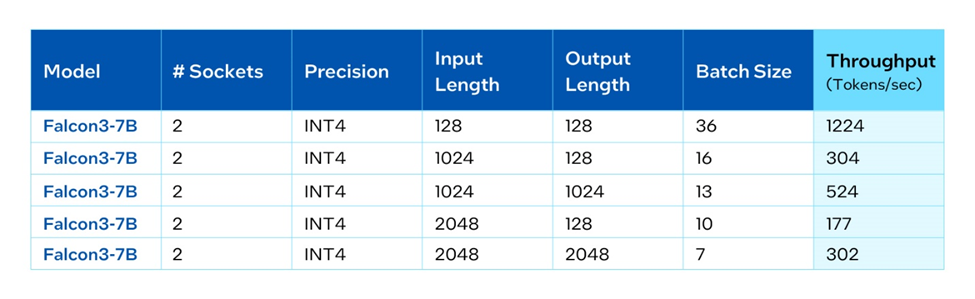 Model # Sockets Precision Input Length Output Length Batch Size Throughput (Tokens/sec)
Falcon3-7B 2 INT4 128 128 36 1224
Falcon3-7B 2 INT4 1024 128 16 304
Falcon3-7B 2 INT4 1024 1024 13 524
Falcon3-7B 2 INT4 2048 128 10 177
Falcon3-7B 2 INT4 2048 2048 7 302